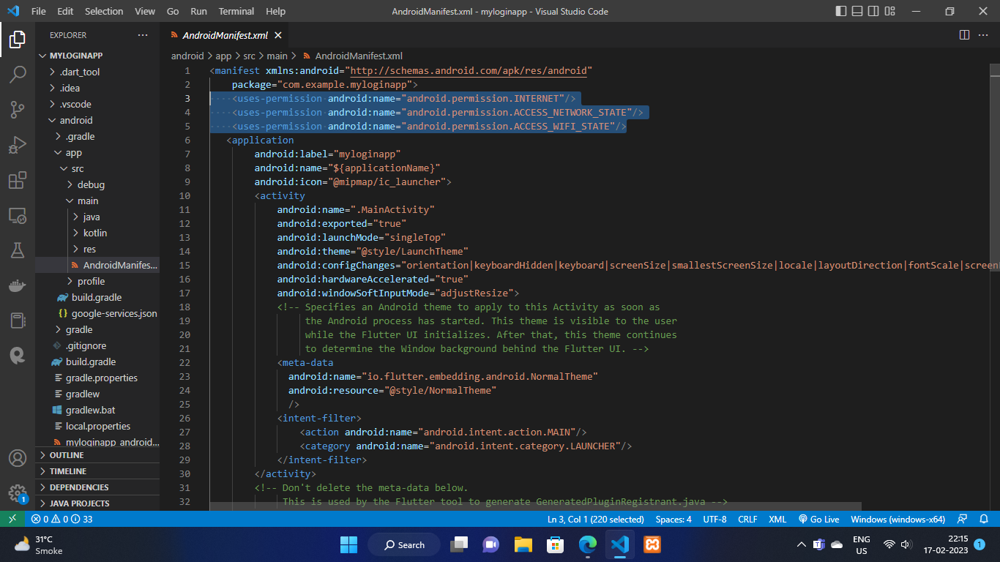 File Edit Selection View Go Run Terminal Help AndroidManifest.xml - myloginapp - Visual Studio Code
EXPLORER
MYLOGINAPP
.dart_tool
.idea
.vscode
android
.gradle
app
src
debug
main
java
kotlin
res
AndroidManifes...
profile
build.gradle
google-services.json
gradle
.gitignore
build.gradle
gradle.properties
gradlew
gradlew.bat
local.properties
myloginapp_android...
OUTLINE
TIMELINE
DEPENDENCIES
JAVA PROJECTS
1
AndroidManifest.xml
android > app > src > main > AndroidManifest.xml
1 <manifest xmlns:android="http://schemas.android.com/apk/res/android"
2 package="com.example.myloginapp">
3 <uses-permission android:name="android.permission.INTERNET"/>
4 <uses-permission android:name="android.permission.ACCESS_NETWORK_STATE"/>
5 <uses-permission android:name="android.permission.ACCESS_WIFI_STATE"/>
6 <application
7 android:label="myloginapp"
8 android:name="${applicationName}"
9 android:icon="@mipmap/ic_launcher">
10 <activity
11 android:name=".MainActivity"
12 android:exported="true"
13 android:launchMode="singleTop"
14 android:theme="@style/LaunchTheme"
15 android:configChanges="orientation|keyboardHidden|keyboard|screenSize|smallestScreenSize|locale|layoutDirection|fontScale|screen
16 android:hardwareAccelerated="true"
17 android:windowSoftInputMode="adjustResize">
18 <!-- Specifies an Android theme to apply to this Activity as soon as
19 the Android process has started. This theme is visible to the user
20 while the Flutter UI initializes. After that, this theme continues
21 to determine the Window background behind the Flutter UI. -->
22 <meta-data
23 android:name="io.flutter.embedding.android.NormalTheme"
24 android:resource="@style/NormalTheme"
25 />
26 <intent-filter>
27 <action android:name="android.intent.action.MAIN"/>
28 <category android:name="android.intent.category.LAUNCHER"/>
29 </intent-filter>
30 </activity>
31 <!-- Don't delete the meta-data below.
32 This is used by the Flutter tool to generate GeneratedPluginRegistrant.java -->
0 0 33 Ln 3, Col 1 (220 selected) Spaces: 4 UTF-8 CRLF XML Go Live Windows (windows-x64)
31°C
Smoke
Search
ENG
US
22:15
17-02-2023
1